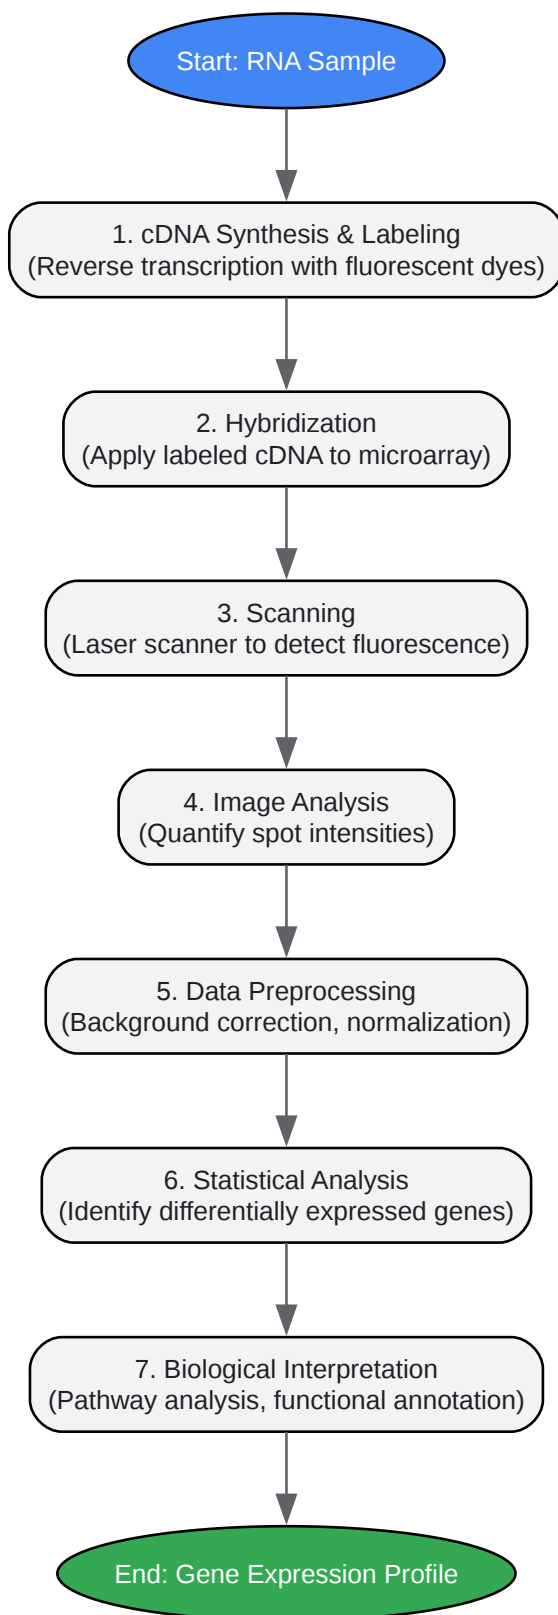 Start: RNA Sample
1. cDNA Synthesis & Labeling
(Reverse transcription with fluorescent dyes)
2. Hybridization
(Apply labeled cDNA to microarray)
3. Scanning
(Laser scanner to detect fluorescence)
4. Image Analysis
(Quantify spot intensities)
5. Data Preprocessing
(Background correction, normalization)
6. Statistical Analysis
(Identify differentially expressed genes)
7. Biological Interpretation
(Pathway analysis, functional annotation)
End: Gene Expression Profile